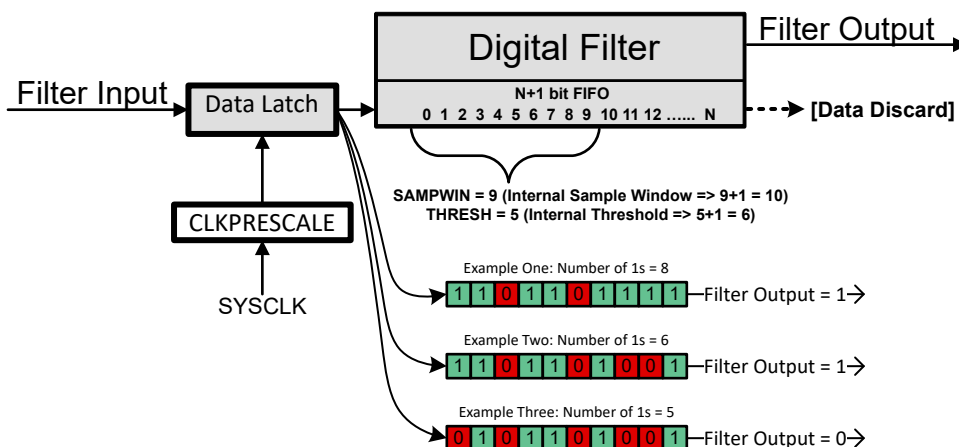 Filter Output
Digital Filter
Filter Input
Data Latch
N+1 bit FIFO
0 1 2 3 4 5 6 7 8 9 10 11 12 ...... N
[Data Discard]
SAMPWIN = 9 (Internal Sample Window => 9+1 = 10)
THRESH = 5 (Internal Threshold => 5+1 = 6)
CLKPRESCALE
SYSCLK
Example One: Number of 1s = 8
1 1 0 1 1 0 1 1 1 1
Filter Output = 1
Example Two: Number of 1s = 6
1 1 0 1 1 0 1 0 0 1
Filter Output = 1
Example Three: Number of 1s = 5
0 1 0 1 1 0 1 0 0 1
Filter Output = 0